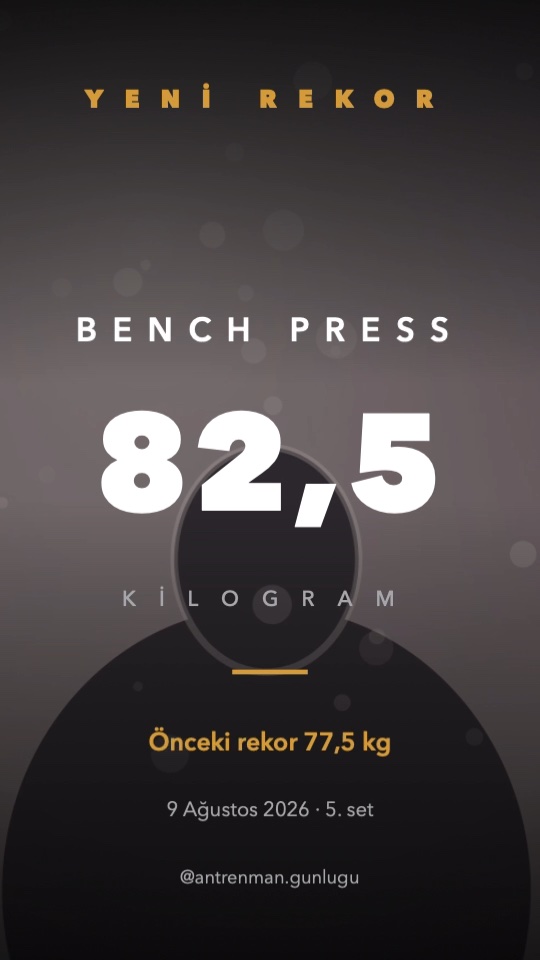 YENİ REKOR
BENCH PRESS
82,5
KİLOGRAM
Önceki rekor 77,5 kg
9 Ağustos 2026 · 5. set
@antrenman.gunlugu